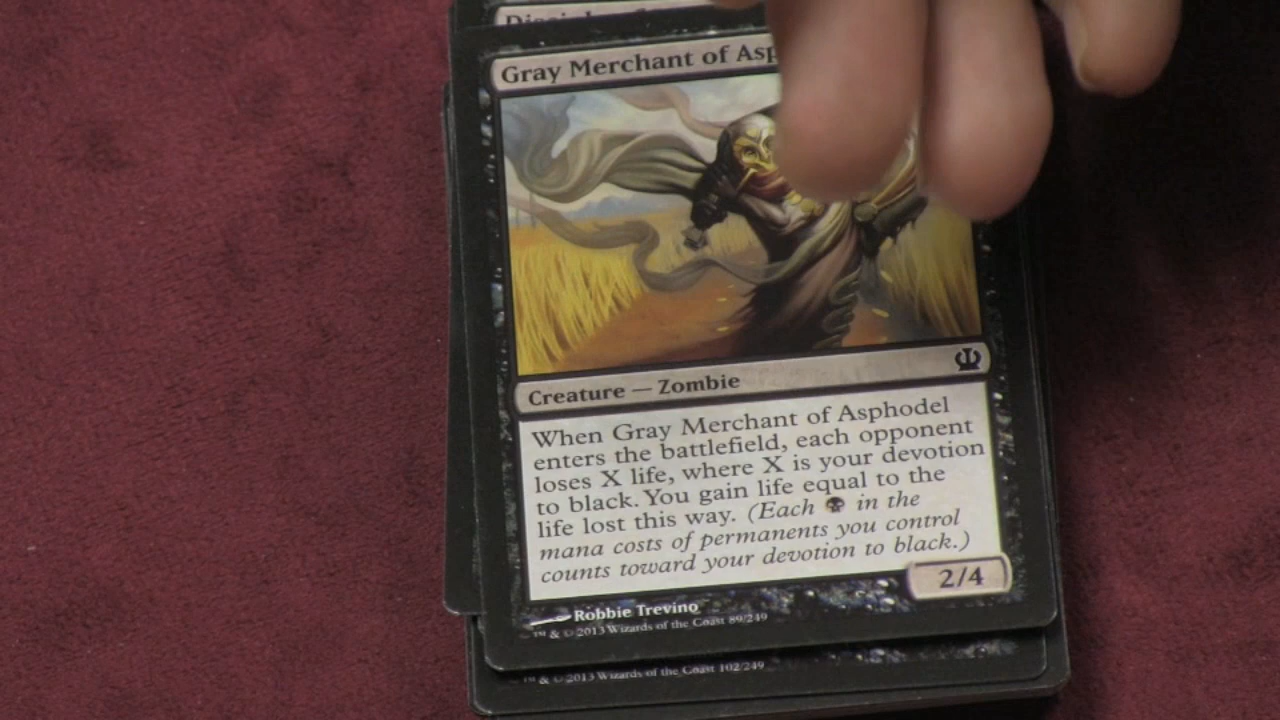 Gray Merchant of Asp
Creature — Zombie
When Gray Merchant of Asphodel
enters the battlefield, each opponent
loses X life, where X is your devotion
to black. You gain life equal to the
life lost this way. (Each in the
mana costs of permanents you control
counts toward your devotion to black.)
2/4
Robbie Trevino
™ & © 2013 Wizards of the Coast 89/249
™ & © 2013 Wizards of the Coast 102/249